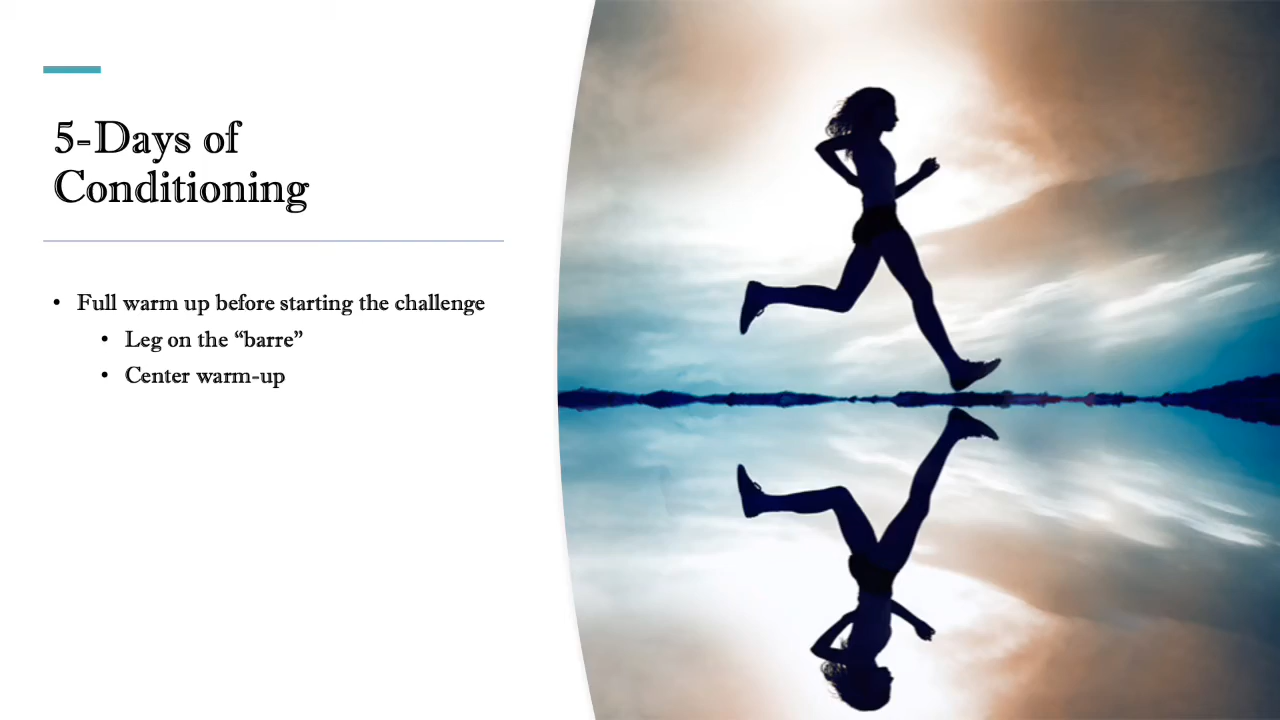 5-Days of
Conditioning
• Full warm up before starting the challenge
• Leg on the “barre”
• Center warm-up